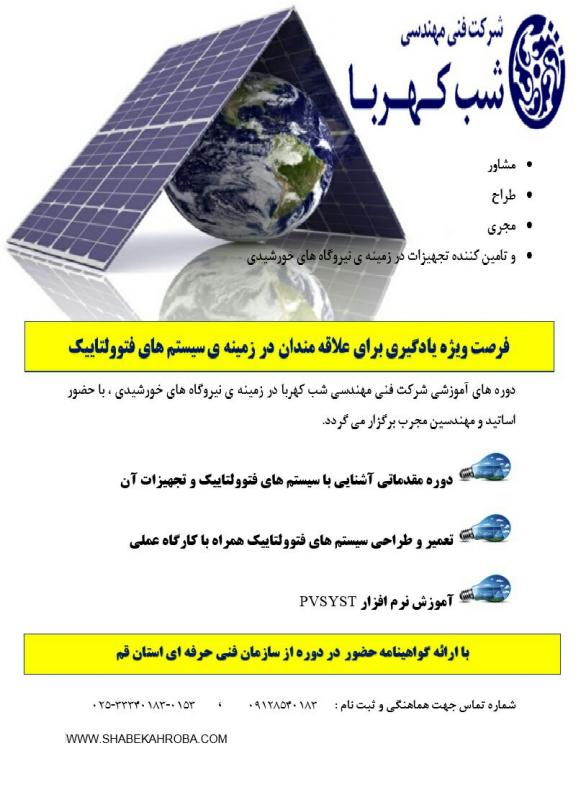 شرکت فنی مهندسی
شب کهربا
• مشاور
• طراح
• مجری
• و تامین کننده تجهیزات در زمینه ی نیروگاه های خورشیدی
فرصت ویژه یادگیری برای علاقه مندان در زمینه ی سیستم های فتوولتاییک
دوره های آموزشی شرکت فنی مهندسی شب کهربا در زمینه ی نیروگاه های خورشیدی ، با حضور
اساتید و مهندسین مجرب برگزار می گردد.
دوره مقدماتی آشنایی با سیستم های فتوولتاییک و تجهیزات آن
تعمیر و طراحی سیستم های فتوولتاییک همراه با کارگاه عملی
آموزش نرم افزار PVSYST
با ارائه گواهینامه حضور در دوره از سازمان فنی حرفه ای استان قم
شماره تماس جهت هماهنگی و ثبت نام : ۰۹۱۲۸۵۴۰۱۸۳ ، ۰۲۵-۳۳۳۴۰۱۸۳-۰۱۵۳
WWW.SHABEKAHROBA.COM